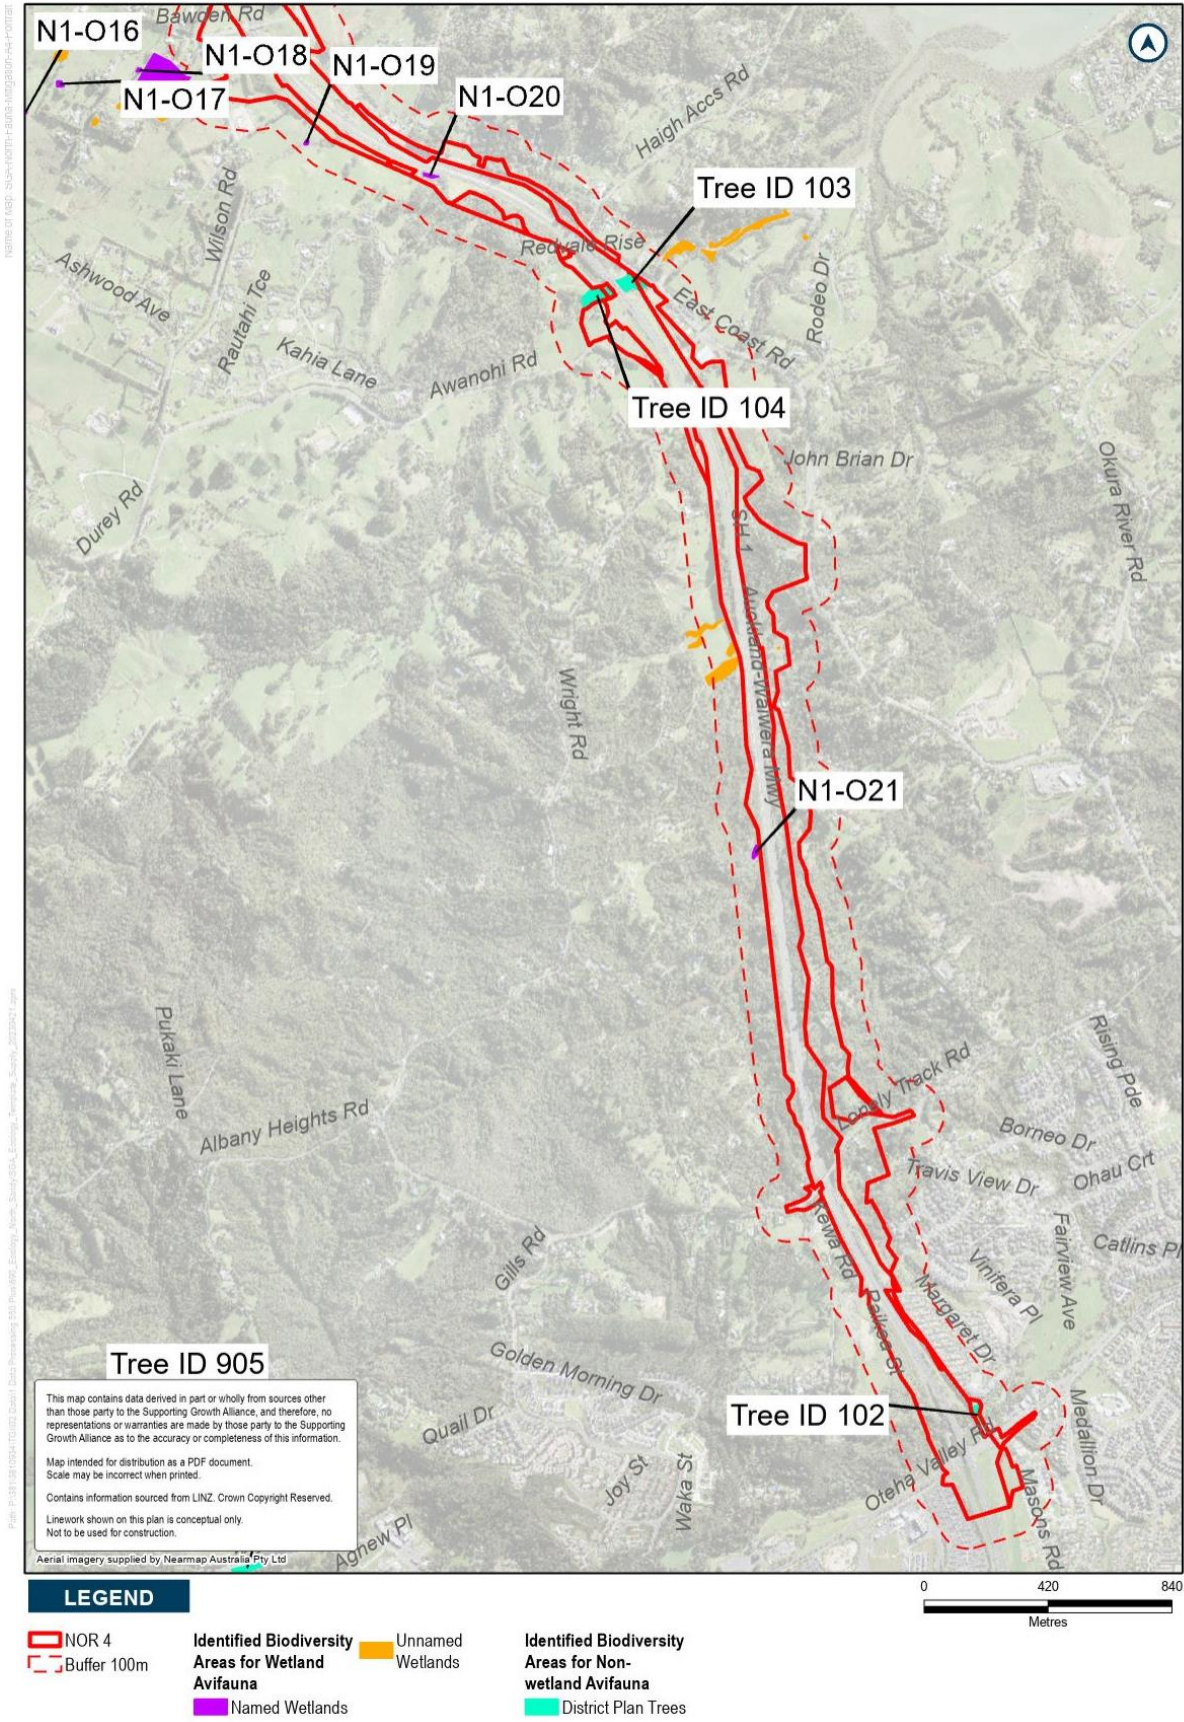 Bawden Rd
N1-O16
N1-O18
N1-O19
N1-O17
N1-O20
Haigh Accs Rd
Tree ID 103
Wilson Rd
Redvale Rise
Ashwood Ave
Rautahi Tce
East Coast Rd
Rodeo Dr
Kahia Lane
Awanohi Rd
Tree ID 104
John Brian Dr
Okura River Rd
Durey Rd
SH 1
Auckland-Waiwera Mwy
Wright Rd
N1-O21
Pukaki Lane
Albany Heights Rd
Lonely Track Rd
Rising Pde
Borneo Dr
Travis View Dr
Ohau Crt
Kewa Rd
Fairview Ave
Catlins Pl
Gills Rd
Vinifera Pl
Margaret Dr
Paikea St
Tree ID 905
Golden Morning Dr
Quail Dr
Tree ID 102
Medallion Dr
Oteha Valley Rd
Joy St
Wake St
Masons Rd
Agnew Pl
This map contains data derived in part or wholly from sources other
than those party to the Supporting Growth Alliance, and therefore, no
representations or warranties are made by those party to the Supporting
Growth Alliance as to the accuracy or completeness of this information.
Map intended for distribution as a PDF document.
Scale may be incorrect when printed.
Contains information sourced from LINZ. Crown Copyright Reserved.
Linework shown on this plan is conceptual only.
Not to be used for construction.
Aerial imagery supplied by Nearmap Australia Pty Ltd
LEGEND
0 420 840
Metres
NOR 4
Buffer 100m
Identified Biodiversity
Areas for Wetland
Avifauna
Named Wetlands
Unnamed
Wetlands
Identified Biodiversity
Areas for Non-
wetland Avifauna
District Plan Trees